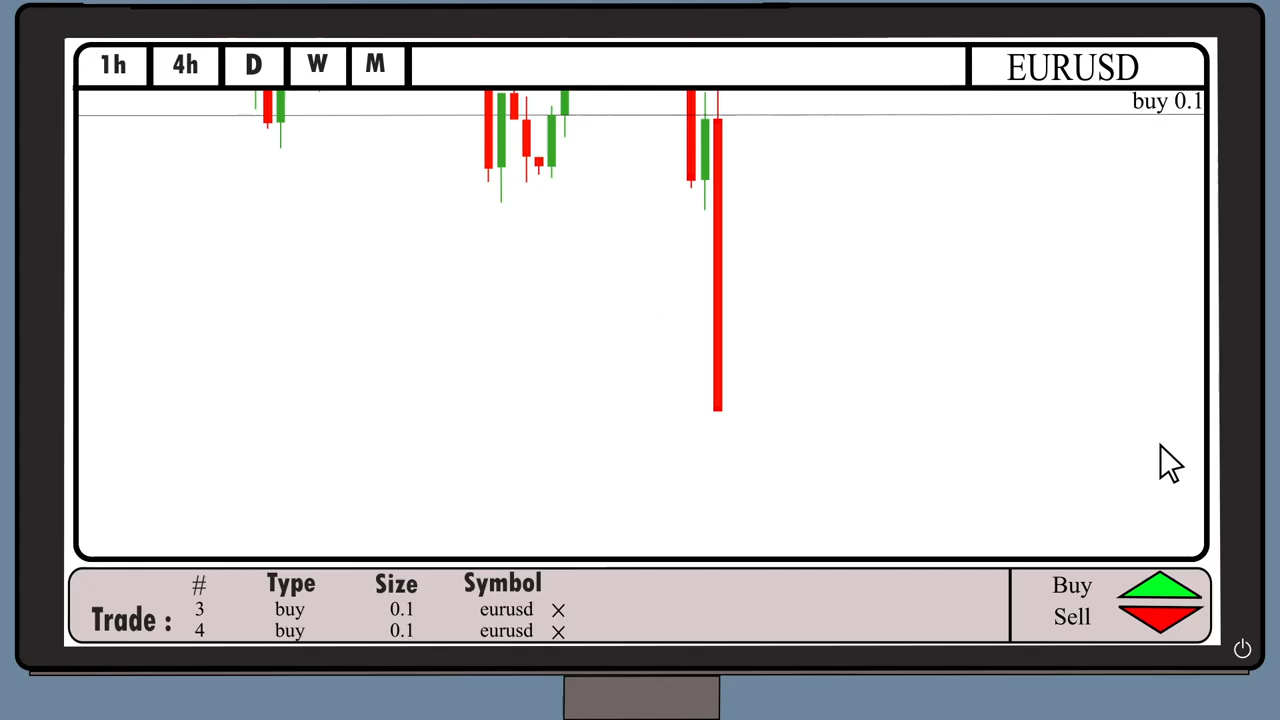 1h 4h D W M EURUSD
buy 0.1
# Type Size Symbol Buy
3 buy 0.1 eurusd ×
Trade : Sell
4 buy 0.1 eurusd ×